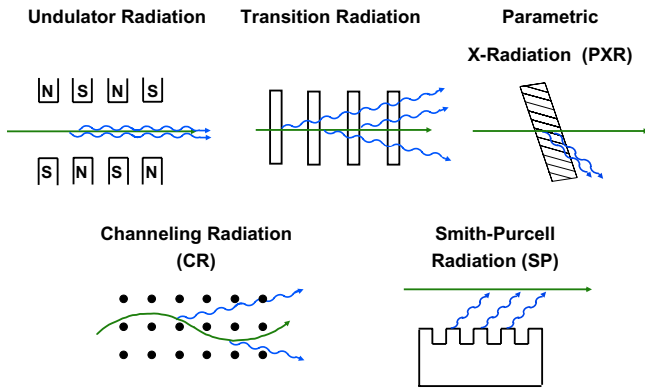 Undulator Radiation
Transition Radiation
Parametric
X-Radiation (PXR)
N S N S
S N S N
Channeling Radiation
(CR)
Smith-Purcell
Radiation (SP)